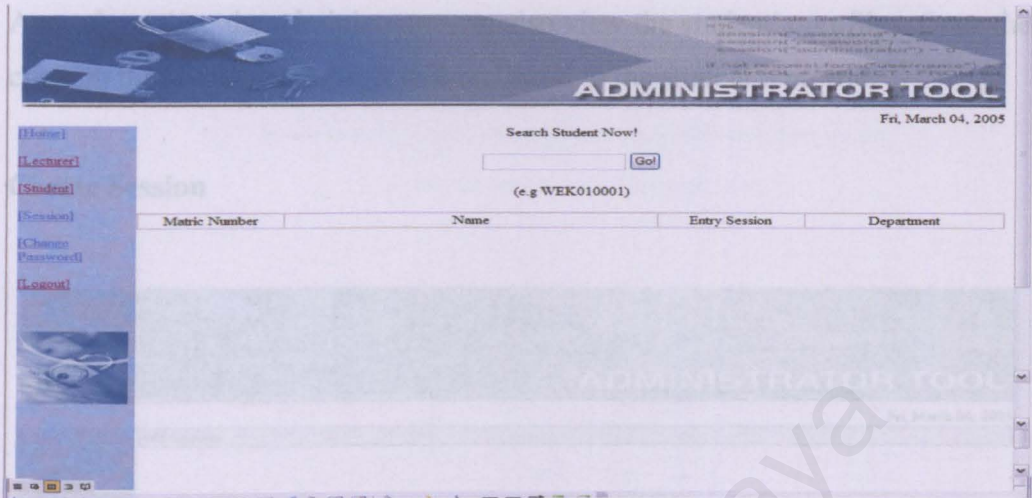 ADMINISTRATOR TOOL
Fri, March 04, 2005
[Home]
[Lecturer]
[Student]
[Session]
[Change
Password]
[Logout]
Search Student Now!
Go!
(e.g WEK010001)
Matric Number Name Entry Session Department